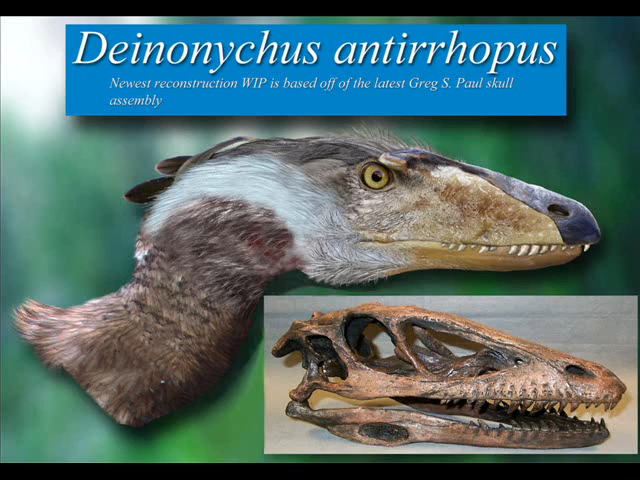 Deinonychus antirrhopus
Newest reconstruction WIP is based off of the latest Greg S. Paul skull
assembly